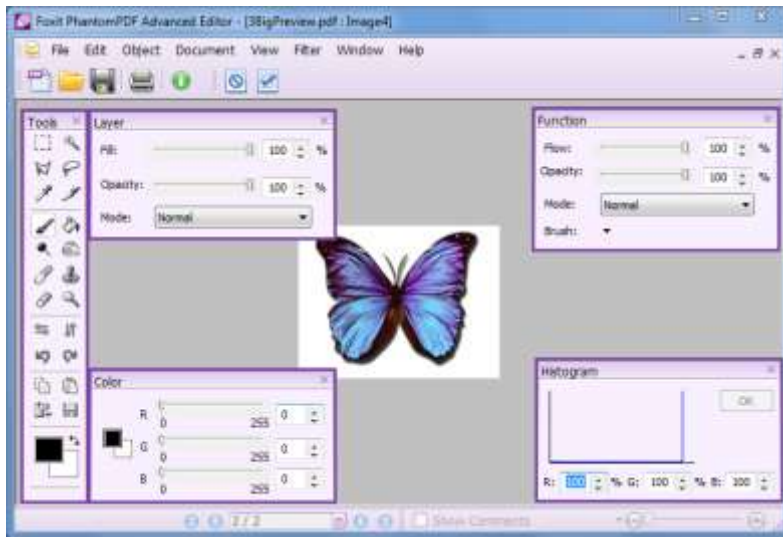 Foxit PhantomPDF Advanced Editor - [3BigPreview.pdf : Image4]
File Edit Object Document View Filter Window Help
Tools
Layer
Fill: 100 %
Opacity: 100 %
Mode: Normal
Function
Flow: 100 %
Opacity: 100 %
Mode: Normal
Brush:
Color
R 0 255 0
G 0 255 0
B 0 255 0
Histogram
OK
R: 100 % G: 100 % B: 100
2 / 2 Show Comments